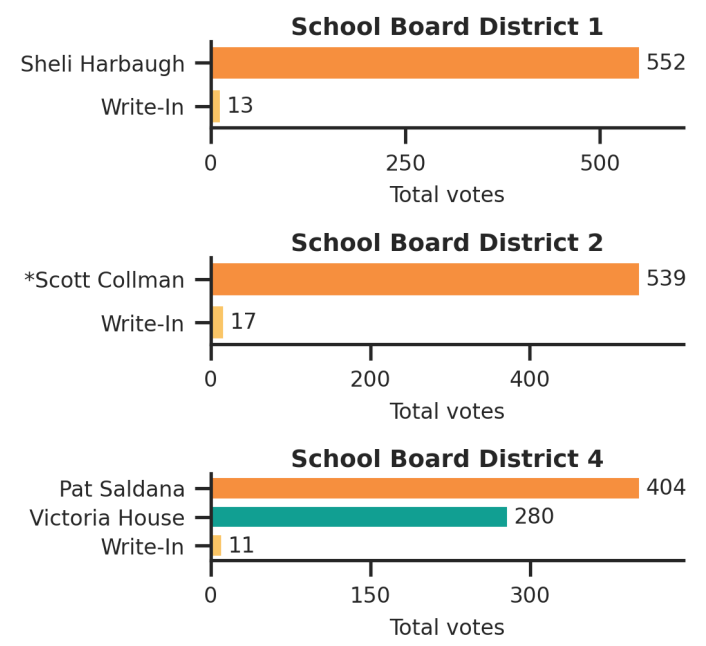 School Board District 1
Sheli Harbaugh 552
Write-In 13
0 250 500
Total votes
School Board District 2
*Scott Collman 539
Write-In 17
0 200 400
Total votes
School Board District 4
Pat Saldana 404
Victoria House 280
Write-In 11
0 150 300
Total votes